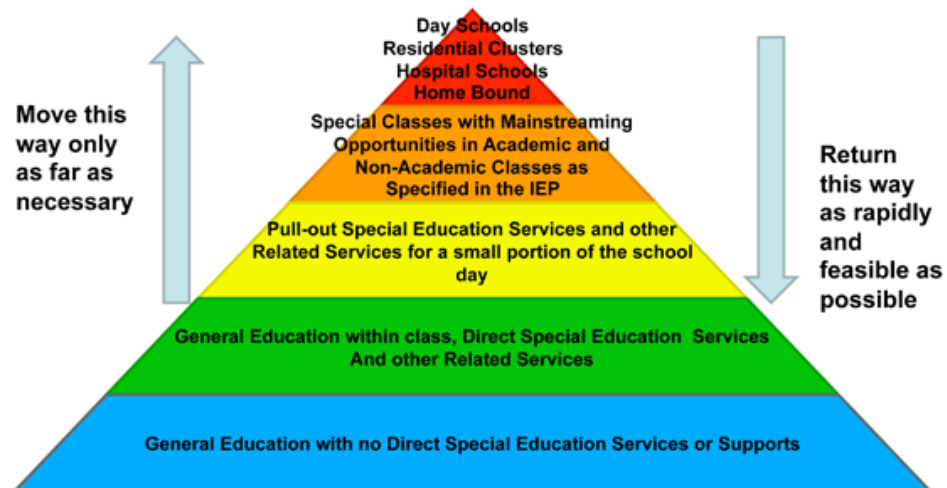 Day Schools
Residential Clusters
Hospital Schools
Home Bound
Move this
way only
as far as
necessary
Special Classes with Mainstreaming
Opportunities in Academic and
Non-Academic Classes as
Specified in the IEP
Return
this way
as rapidly
and
feasible as
possible
Pull-out Special Education Services and other
Related Services for a small portion of the school
day
General Education within class, Direct Special Education Services
And other Related Services
General Education with no Direct Special Education Services or Supports